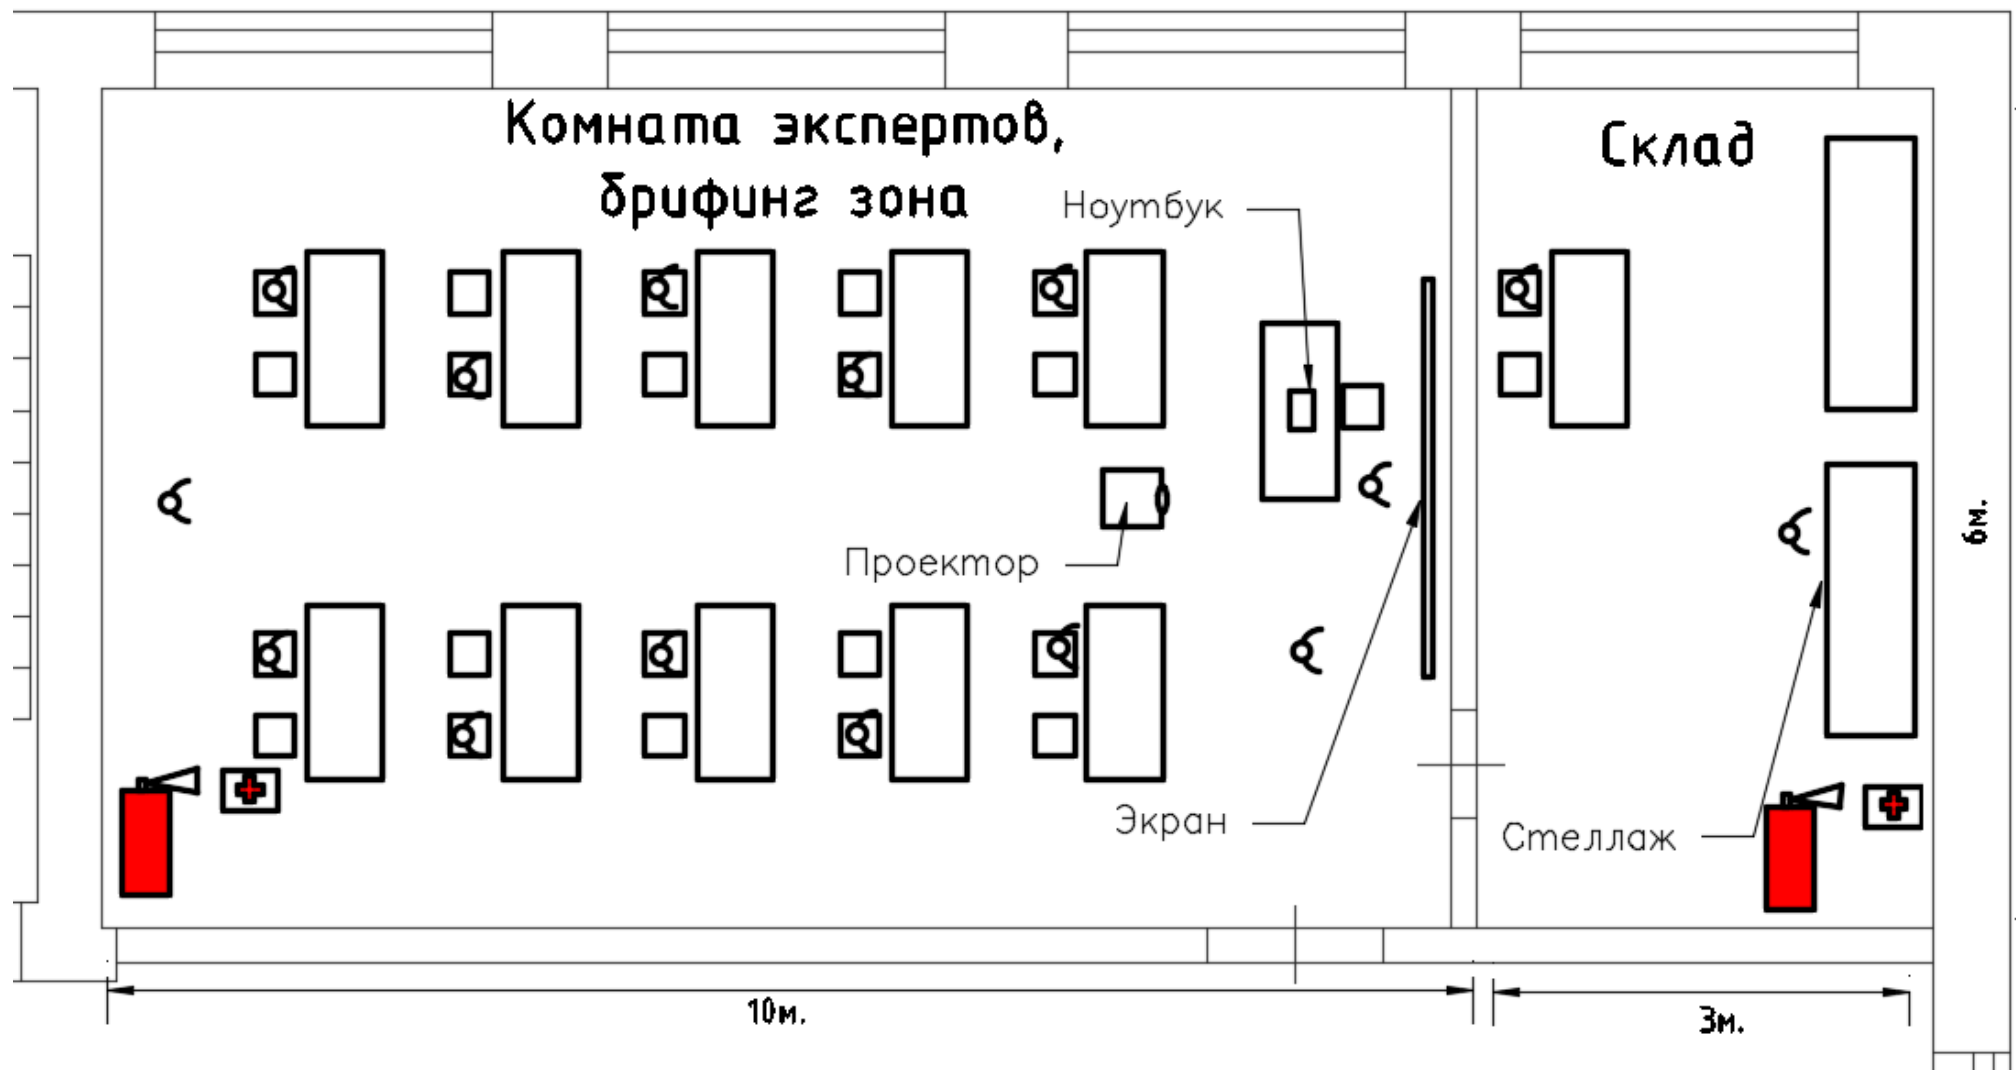 Комната экспертов,
брифинг зона
Склад
Ноутбук
Проектор
Экран
Стеллаж
6м.
10м.
3м.